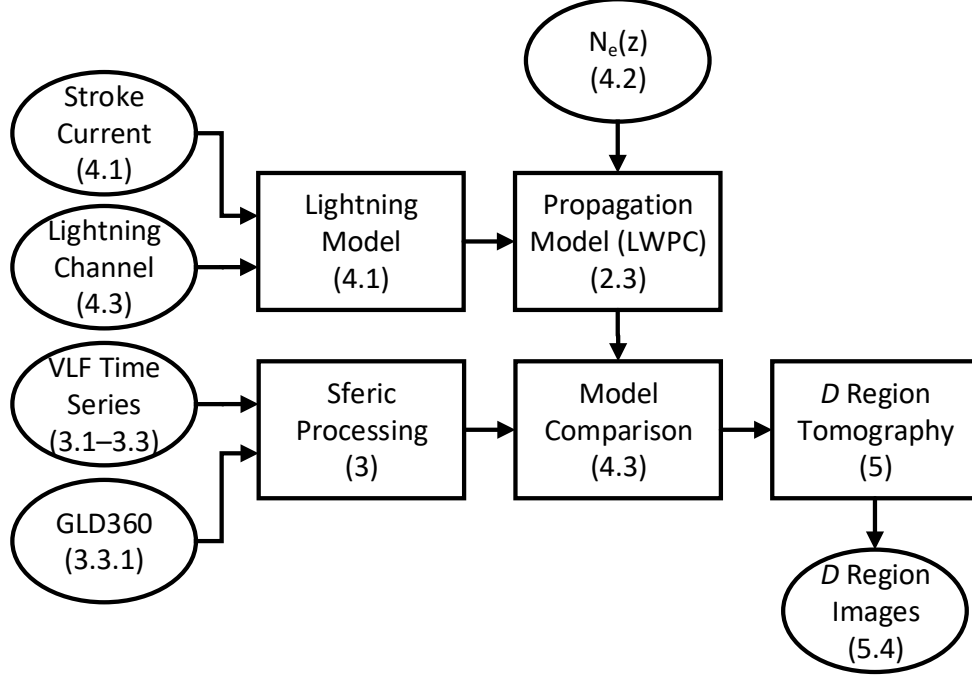 N_e(z)
(4.2)
Stroke
Current
(4.1)
Lightning
Channel
(4.3)
Lightning
Model
(4.1)
Propagation
Model (LWPC)
(2.3)
VLF Time
Series
(3.1–3.3)
GLD360
(3.3.1)
Sferic
Processing
(3)
Model
Comparison
(4.3)
D Region
Tomography
(5)
D Region
Images
(5.4)